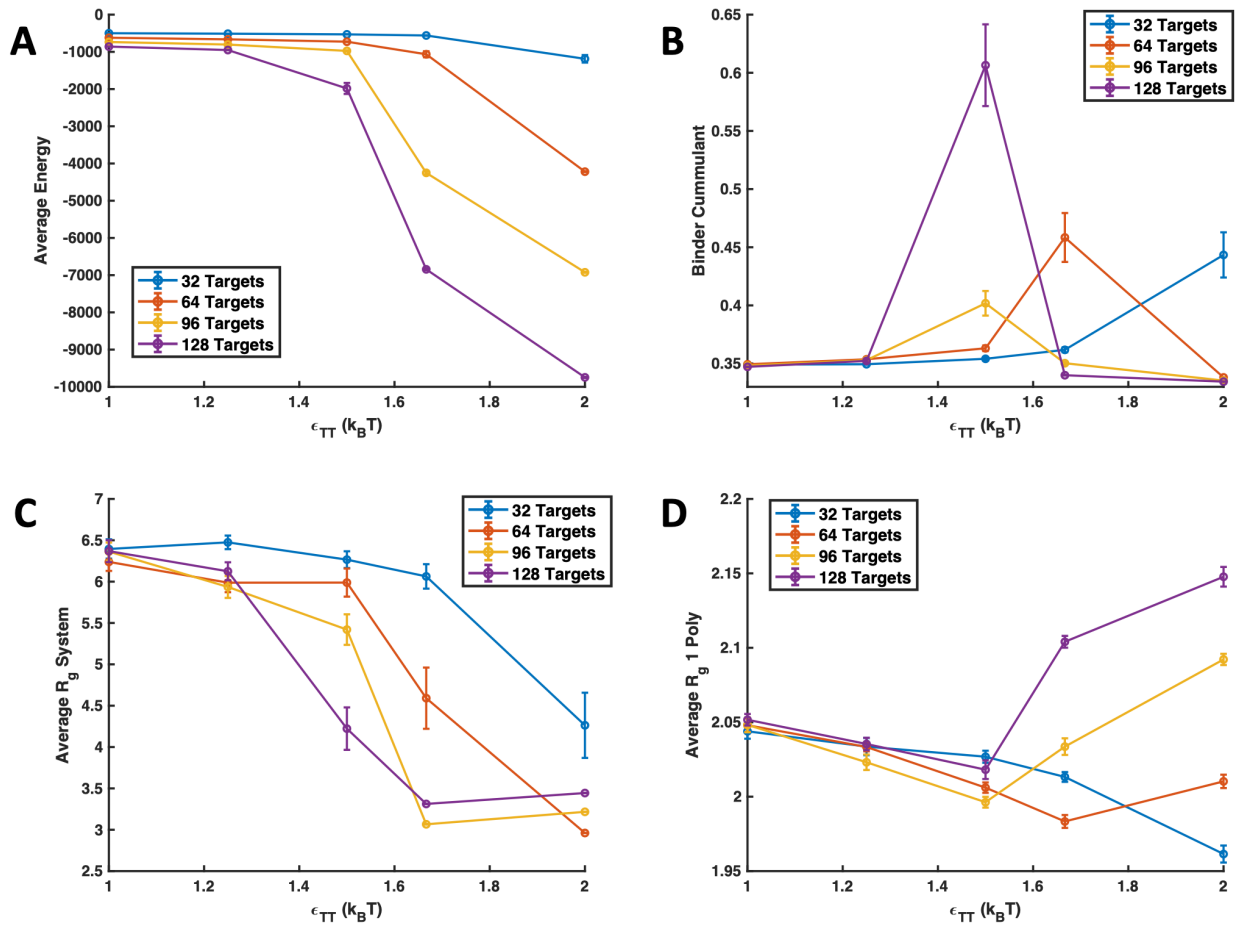 A
0
-1000
-2000
-3000
-4000
-5000
-6000
-7000
-8000
-9000
-10000
Average Energy
32 Targets
64 Targets
96 Targets
128 Targets
1 1.2 1.4 1.6 1.8 2
ϵTT (kBT)
B
0.65
0.6
0.55
0.5
0.45
0.4
0.35
Binder Cummulant
32 Targets
64 Targets
96 Targets
128 Targets
1 1.2 1.4 1.6 1.8 2
ϵTT (kBT)
C
7
6.5
6
5.5
5
4.5
4
3.5
3
2.5
Average Rg System
32 Targets
64 Targets
96 Targets
128 Targets
1 1.2 1.4 1.6 1.8 2
ϵTT (kBT)
D
2.2
2.15
2.1
2.05
2
1.95
Average Rg 1 Poly
32 Targets
64 Targets
96 Targets
128 Targets
1 1.2 1.4 1.6 1.8 2
ϵTT (kBT)